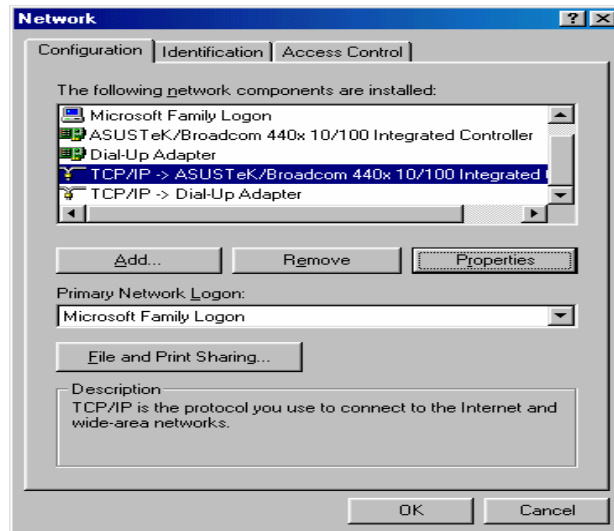 Network
Configuration Identification Access Control
The following network components are installed:
Microsoft Family Logon
ASUSTeK/Broadcom 440x 10/100 Integrated Controller
Dial-Up Adapter
TCP/IP -> ASUSTeK/Broadcom 440x 10/100 Integrated
TCP/IP -> Dial-Up Adapter
Add... Remove Properties
Primary Network Logon:
Microsoft Family Logon
File and Print Sharing...
Description
TCP/IP is the protocol you use to connect to the Internet and
wide-area networks.
OK Cancel